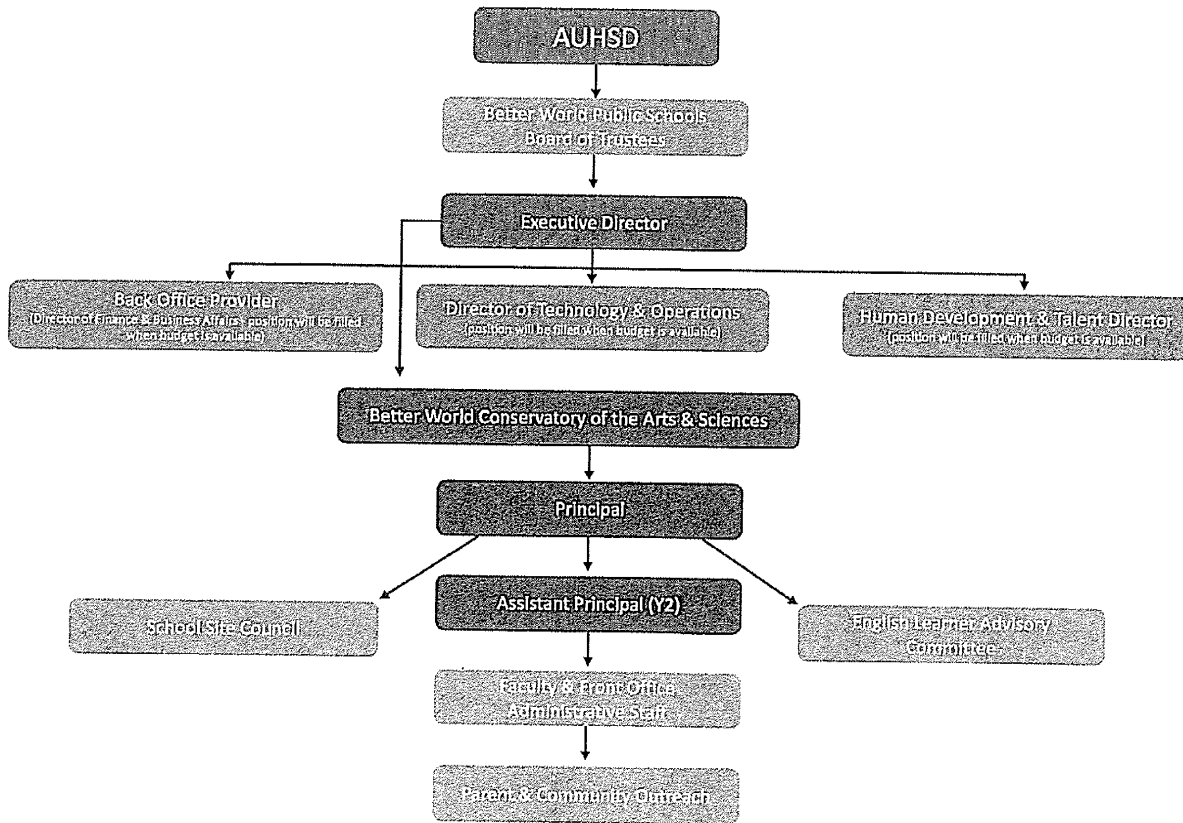 AUHSD
Better World Public Schools
Board of Trustees
Executive Director
Back Office Provider
(Director of Finance & Business Affairs - position will be filled
when budget is available)
Director of Technology & Operations
(position will be filled when budget is available)
Human Development & Talent Director
(position will be filled when budget is available)
Better World Conservatory of the Arts & Sciences
Principal
Assistant Principal (Y2)
School Site Council
English Learner Advisory
Committee
Faculty & Front Office
Administrative Staff
Parent & Community Outreach